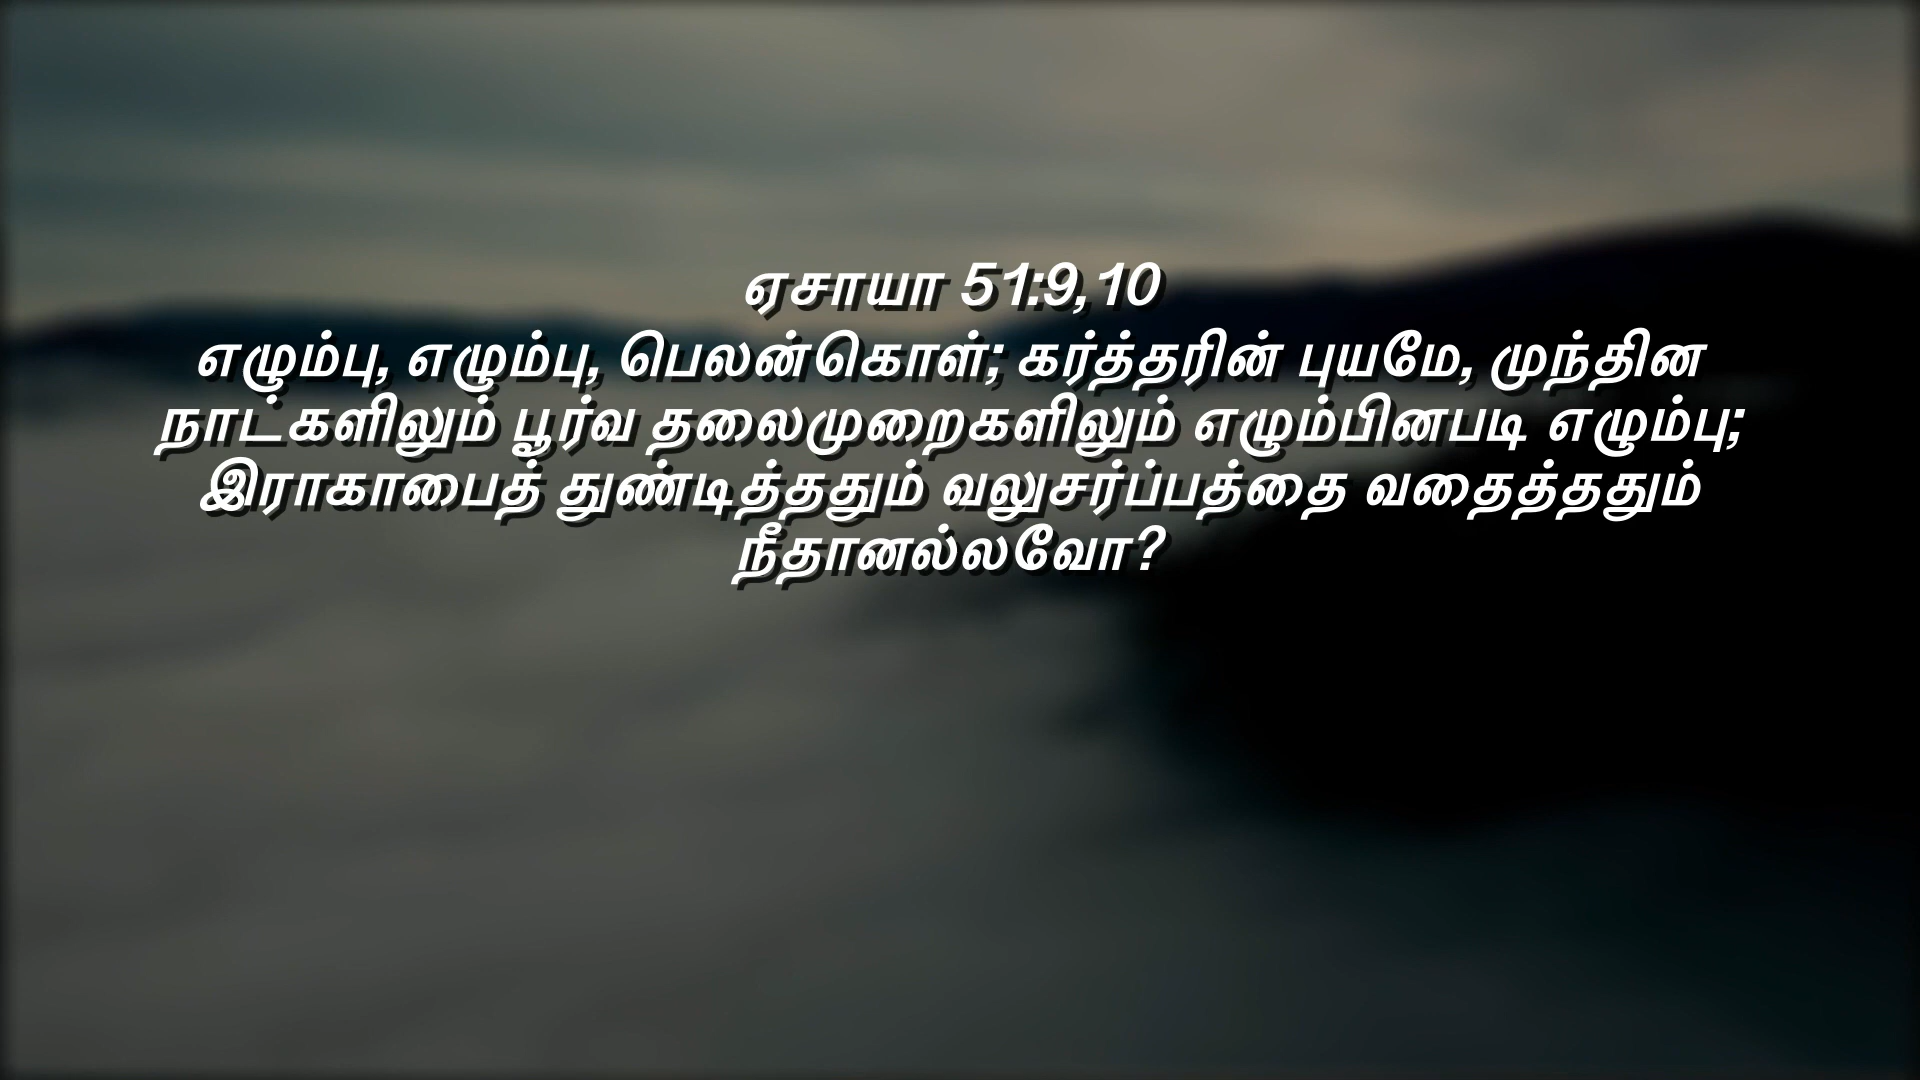 ஏசாயா 51:9,10
எழும்பு, எழும்பு, பெலன்கொள்; கர்த்தரின் புயமே, முந்தின
நாட்களிலும் பூர்வ தலைமுறைகளிலும் எழும்பினபடி எழும்பு;
இராகாபைத் துண்டித்ததும் வலுசர்ப்பத்தை வதைத்ததும்
நீதானல்லவோ?